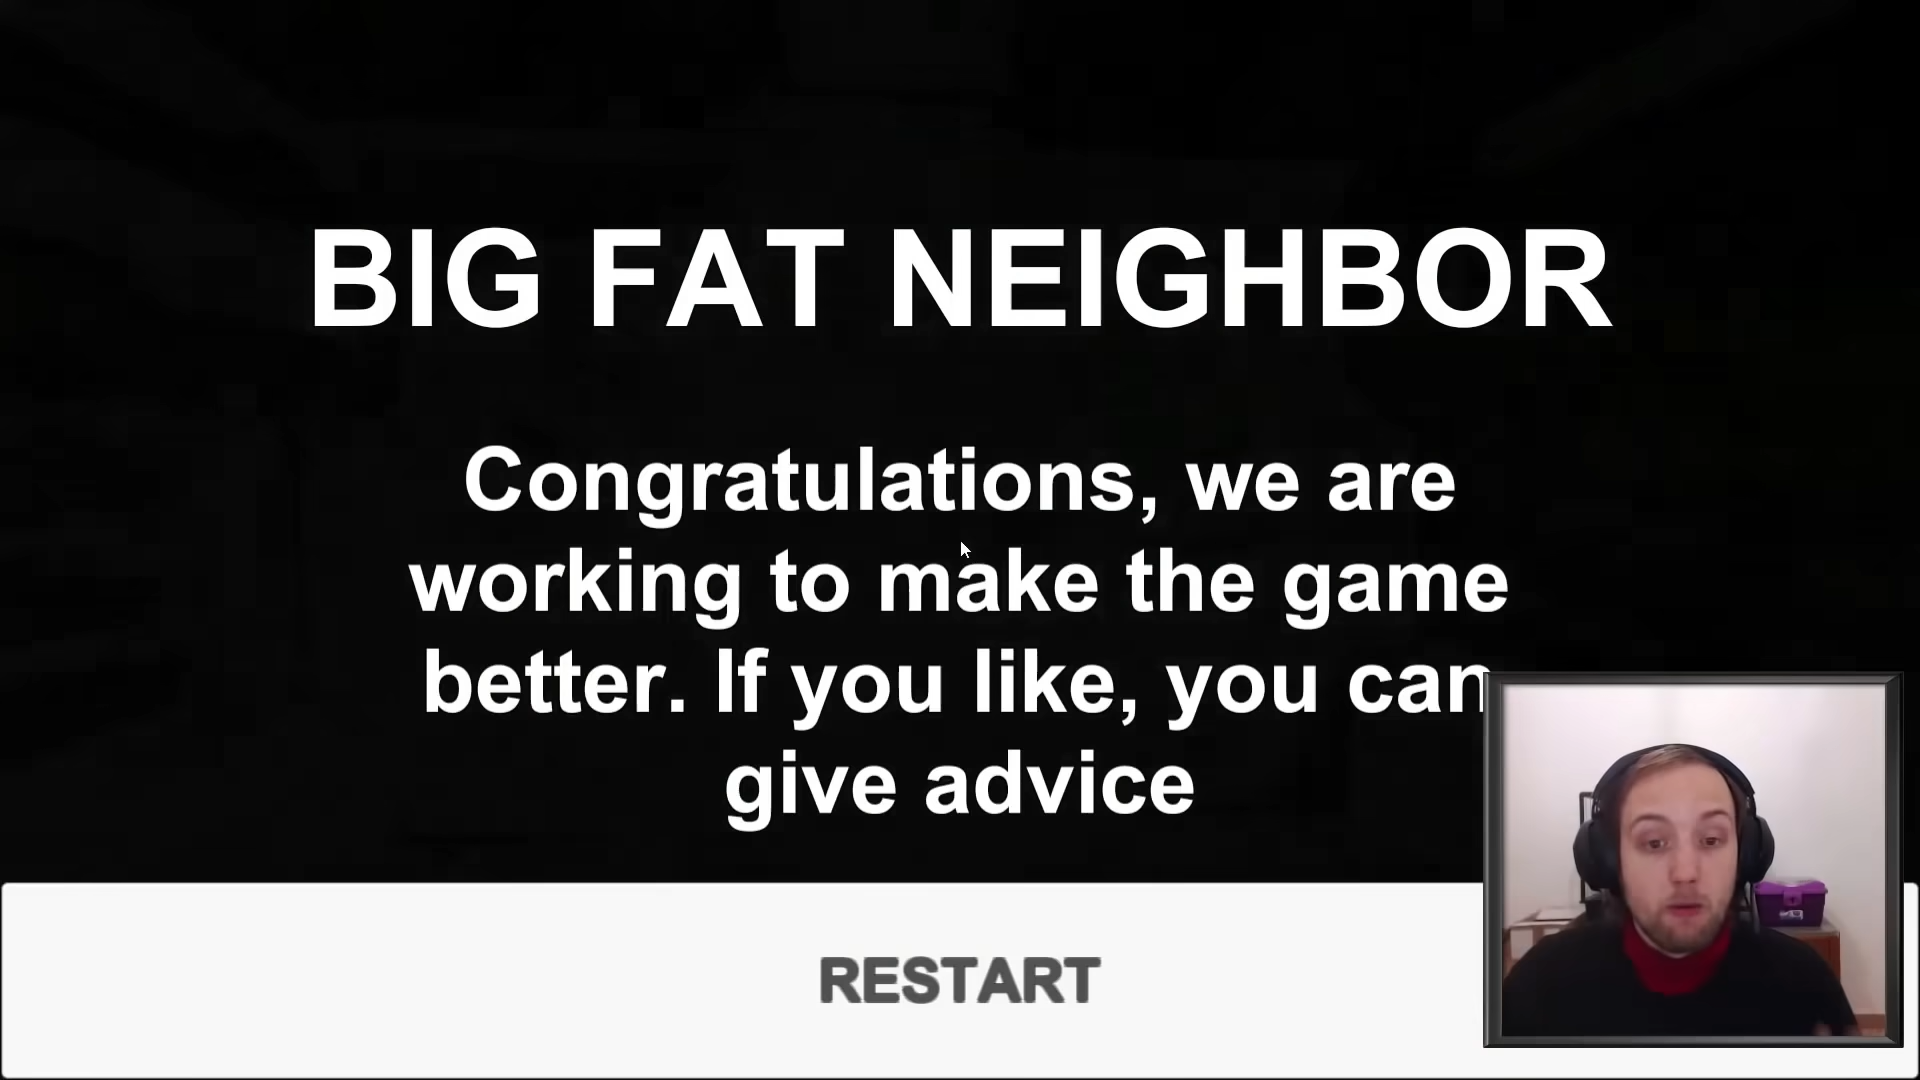 BIG FAT NEIGHBOR
Congratulations, we are
working to make the game
better. If you like, you can
give advice
RESTART